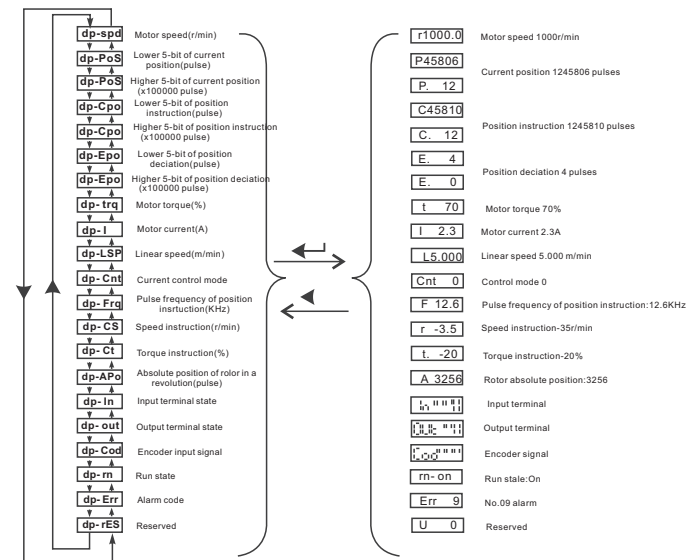 dp-spd Motor speed(r/min)
dp-PoS Lower 5-bit of current
position(pulse)
dp-PoS Higher 5-bit of current position
(x100000 pulse)
dp-Cpo Lower 5-bit of position
instruction(pulse)
dp-Cpo Higher 5-bit of position instruction
(x100000 pulse)
dp-Epo Lower 5-bit of position
deciation(pulse)
dp-Epo Higher 5-bit of position deciation
(x100000 pulse)
dp- trq Motor torque(%)
dp- I Motor current(A)
dp-LSP Linear speed(m/min)
dp- Cnt Current control mode
dp- Frq Pulse frequency of position
insrtuction(KHz)
dp- CS Speed instruction(r/min)
dp- Ct Torque instruction(%)
dp-APo Absolute position of rolor in a
revolution(pulse)
dp- In Input terminal state
dp- out Output terminal state
dp- Cod Encoder input signal
dp- rn Run state
dp- Err Alarm code
dp- rES Reserved
r1000.0 Motor speed 1000r/min
P45806
Current position 1245806 pulses
P. 12
C45810
Position instruction 1245810 pulses
C. 12
E. 4
Position deciation 4 pulses
E. 0
t 70 Motor torque 70%
I 2.3 Motor current 2.3A
L5.000 Linear speed 5.000 m/min
Cnt 0 Control mode 0
F 12.6 Pulse frequency of position instruction:12.6KHz
r -3.5 Speed instruction-35r/min
t. -20 Torque instruction-20%
A 3256 Rotor absolute position:3256
In Input terminal
Out Output terminal
Cod Encoder signal
rn- on Run stale:On
Err 9 No.09 alarm
U 0 Reserved